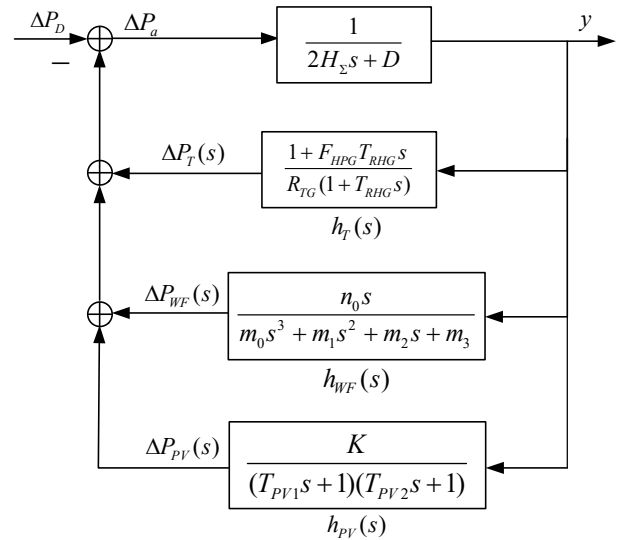 ΔP_D
ΔP_a
−
1 / (2H_Σ s + D)
y
ΔP_T(s)
(1 + F_HPG T_RHG s) / (R_TG (1 + T_RHG s))
h_T(s)
ΔP_WF(s)
n_0 s / (m_0 s^3 + m_1 s^2 + m_2 s + m_3)
h_WF(s)
ΔP_PV(s)
K / ((T_PV1 s + 1)(T_PV2 s + 1))
h_PV(s)